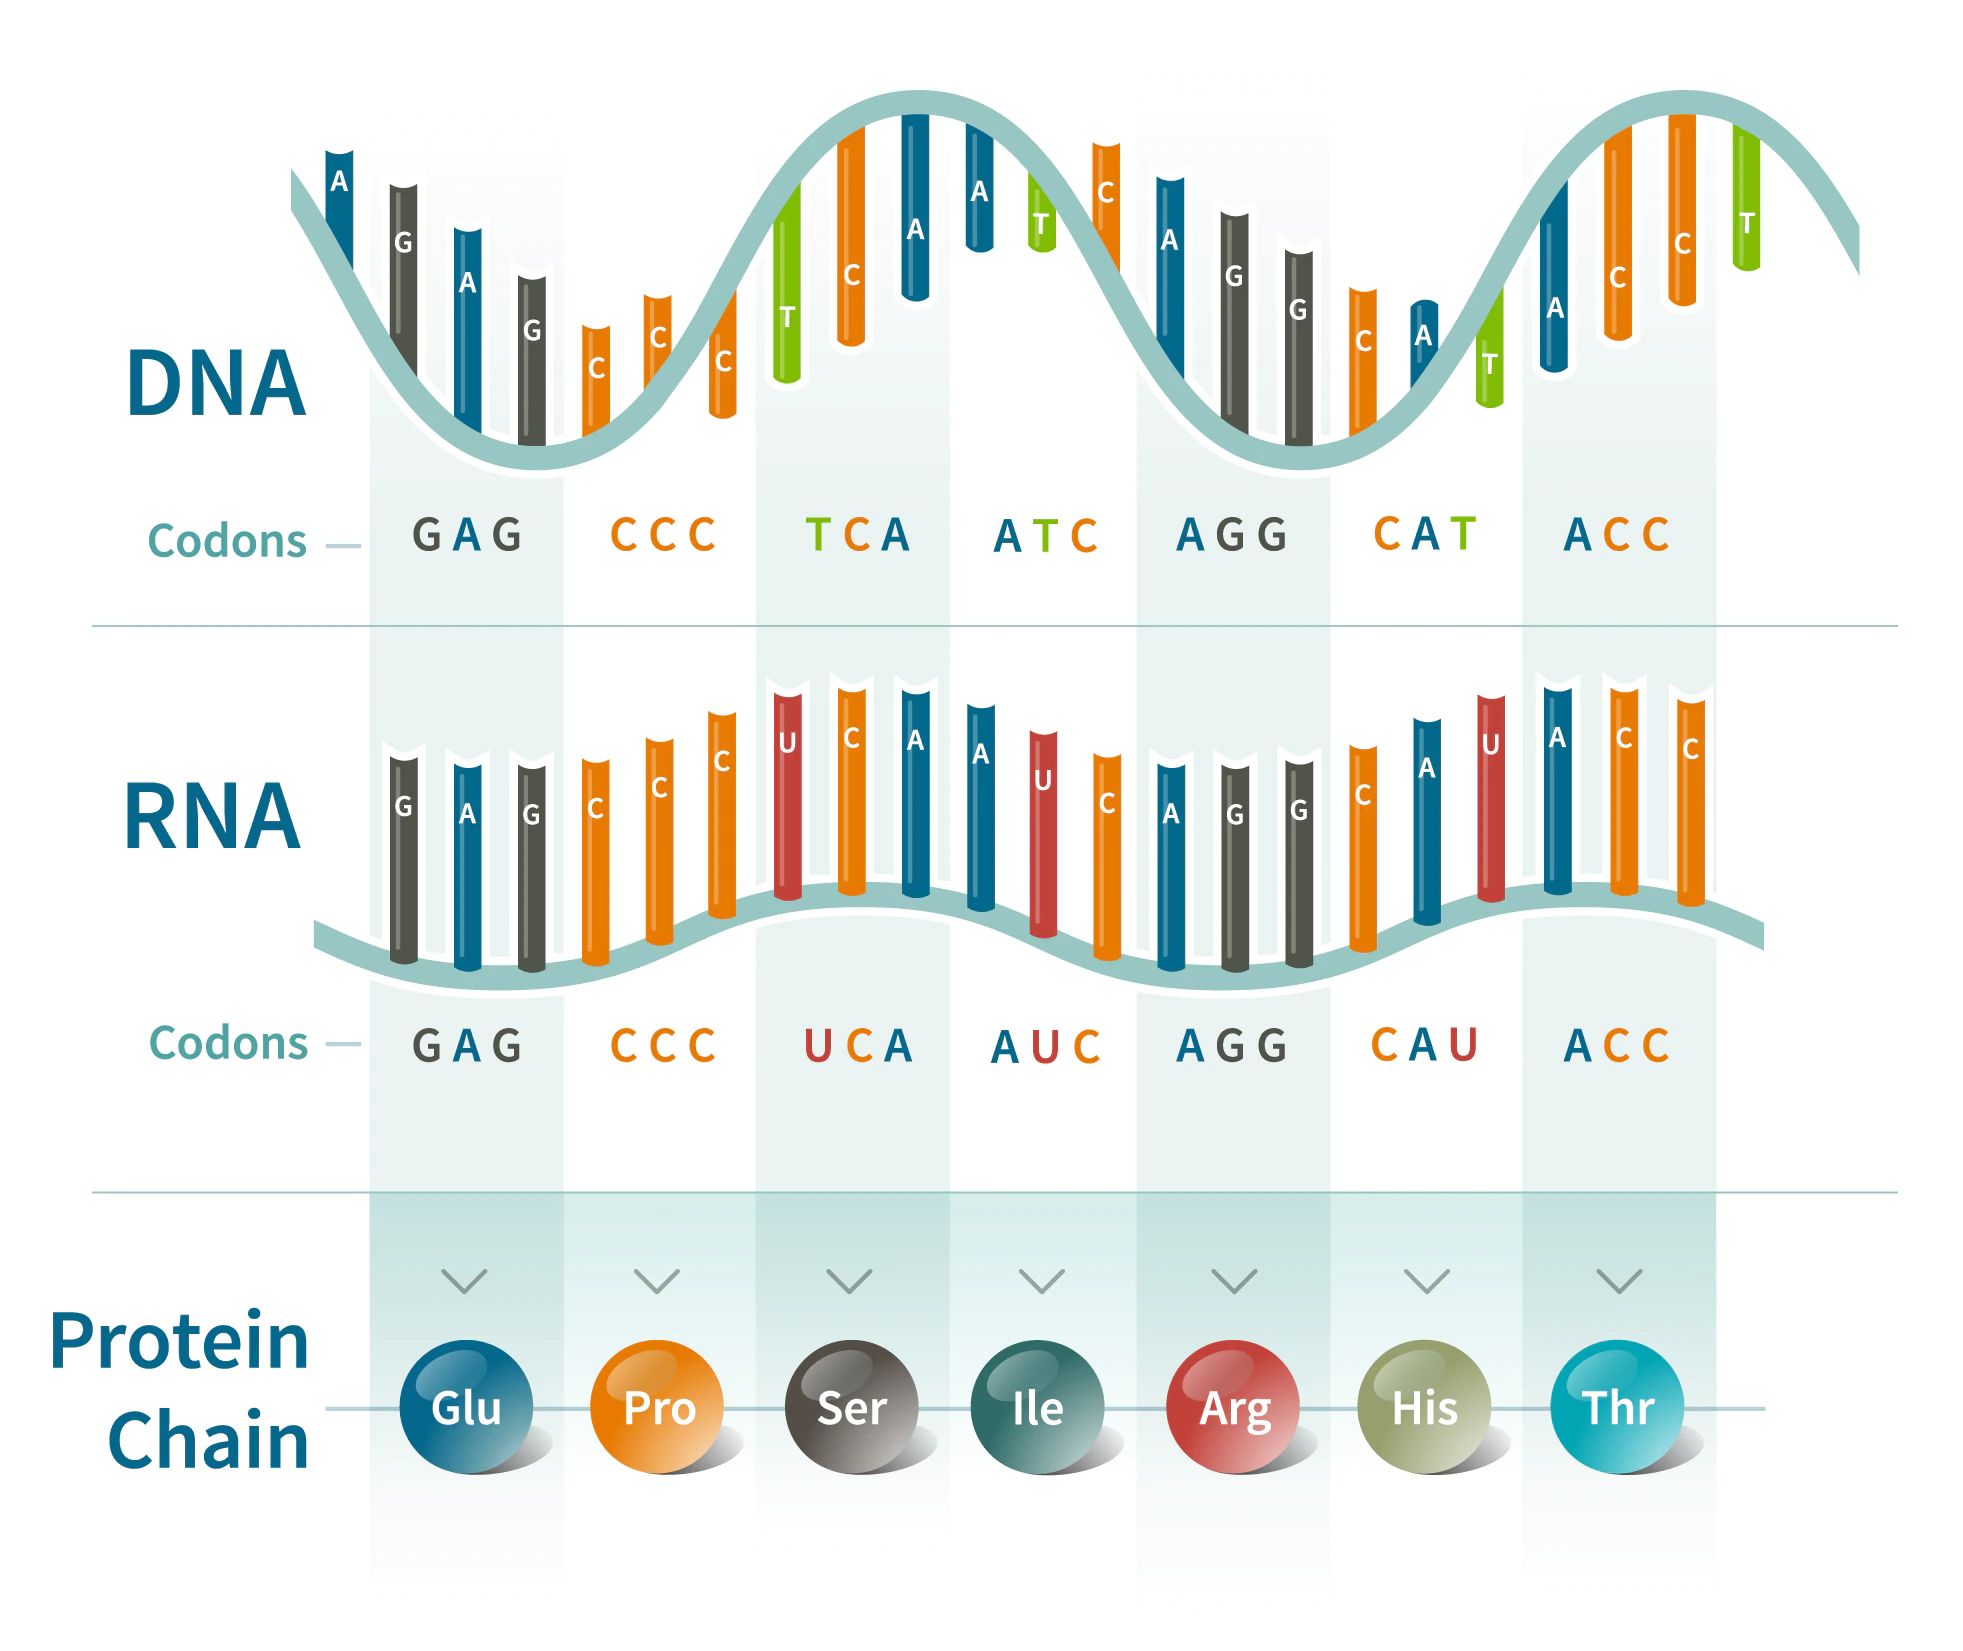 A G A G C C C T C A A T C A G G C A T A C C T
DNA
Codons GAG CCC TCA ATC AGG CAT ACC
G A G C C C U C A A U C A G G C A U A C C
RNA
Codons GAG CCC UCA AUC AGG CAU ACC
Protein
Chain
Glu Pro Ser Ile Arg His Thr